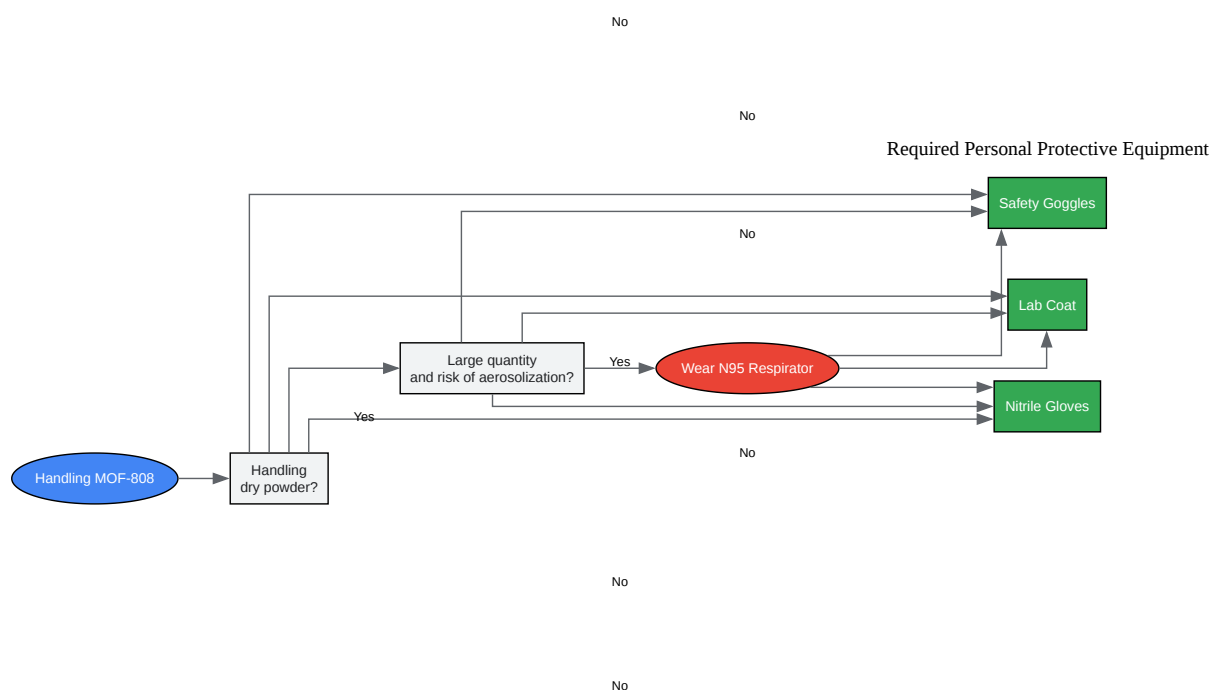 No
No
Required Personal Protective Equipment
Safety Goggles
No
Lab Coat
Large quantity
and risk of aerosolization?
Yes
Wear N95 Respirator
Nitrile Gloves
Yes
No
Handling MOF-808
Handling
dry powder?
No
No